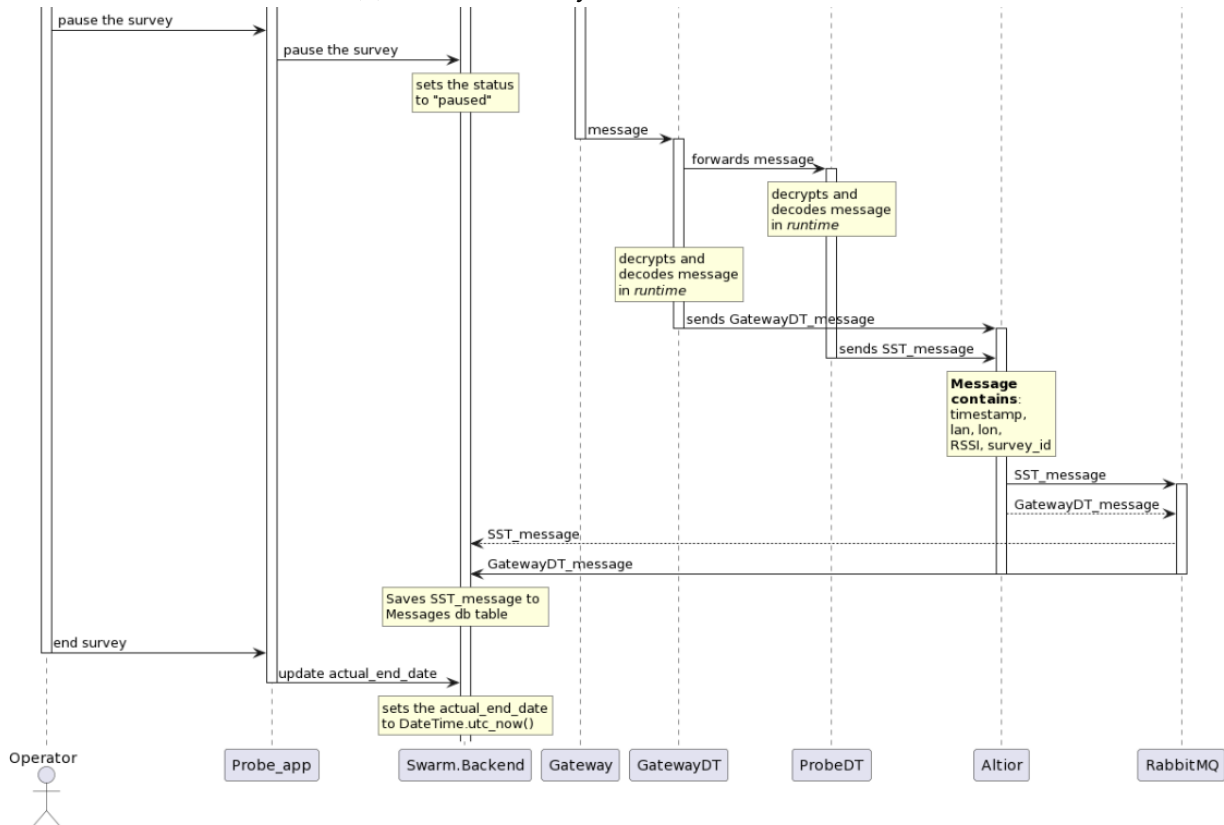 pause the survey
pause the survey
sets the status
to "paused"
message
forwards message
decrypts and
decodes message
in runtime
decrypts and
decodes message
in runtime
sends GatewayDT_message
sends SST_message
Message
contains:
timestamp,
lan, lon,
RSSI, survey_id
SST_message
GatewayDT_message
SST_message
GatewayDT_message
Saves SST_message to
Messages db table
end survey
update actual_end_date
sets the actual_end_date
to DateTime.utc_now()
Operator
Probe_app
Swarm.Backend
Gateway
GatewayDT
ProbeDT
Altior
RabbitMQ